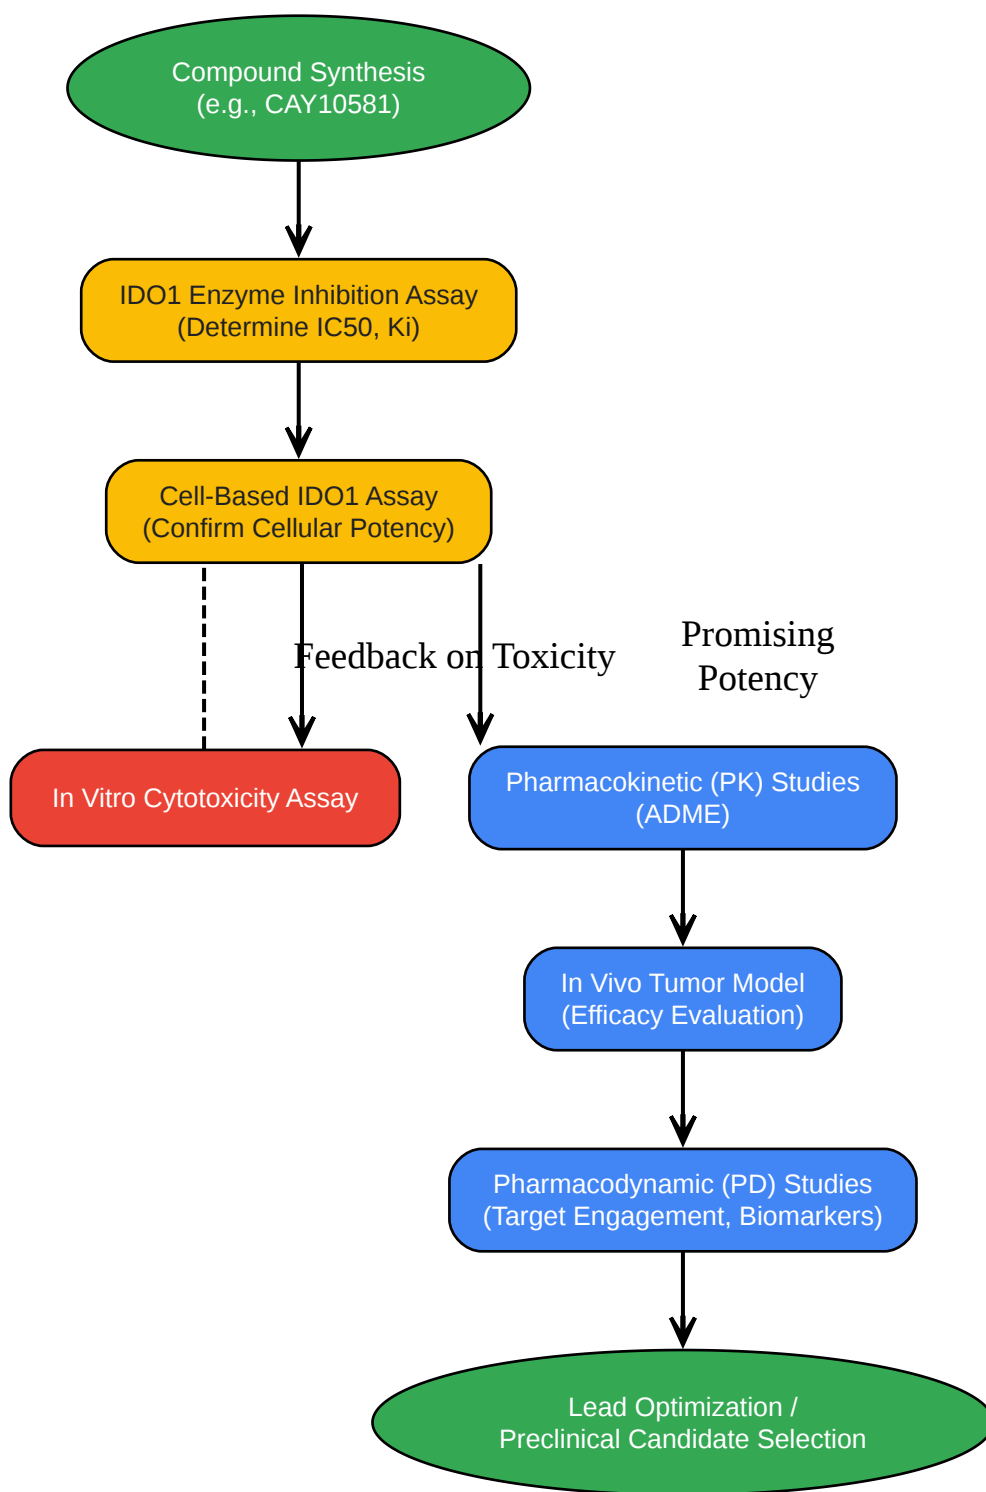 Compound Synthesis
(e.g., CAY10581)
IDO1 Enzyme Inhibition Assay
(Determine IC50, Ki)
Cell-Based IDO1 Assay
(Confirm Cellular Potency)
Feedback on Toxicity
Promising
Potency
In Vitro Cytotoxicity Assay
Pharmacokinetic (PK) Studies
(ADME)
In Vivo Tumor Model
(Efficacy Evaluation)
Pharmacodynamic (PD) Studies
(Target Engagement, Biomarkers)
Lead Optimization /
Preclinical Candidate Selection